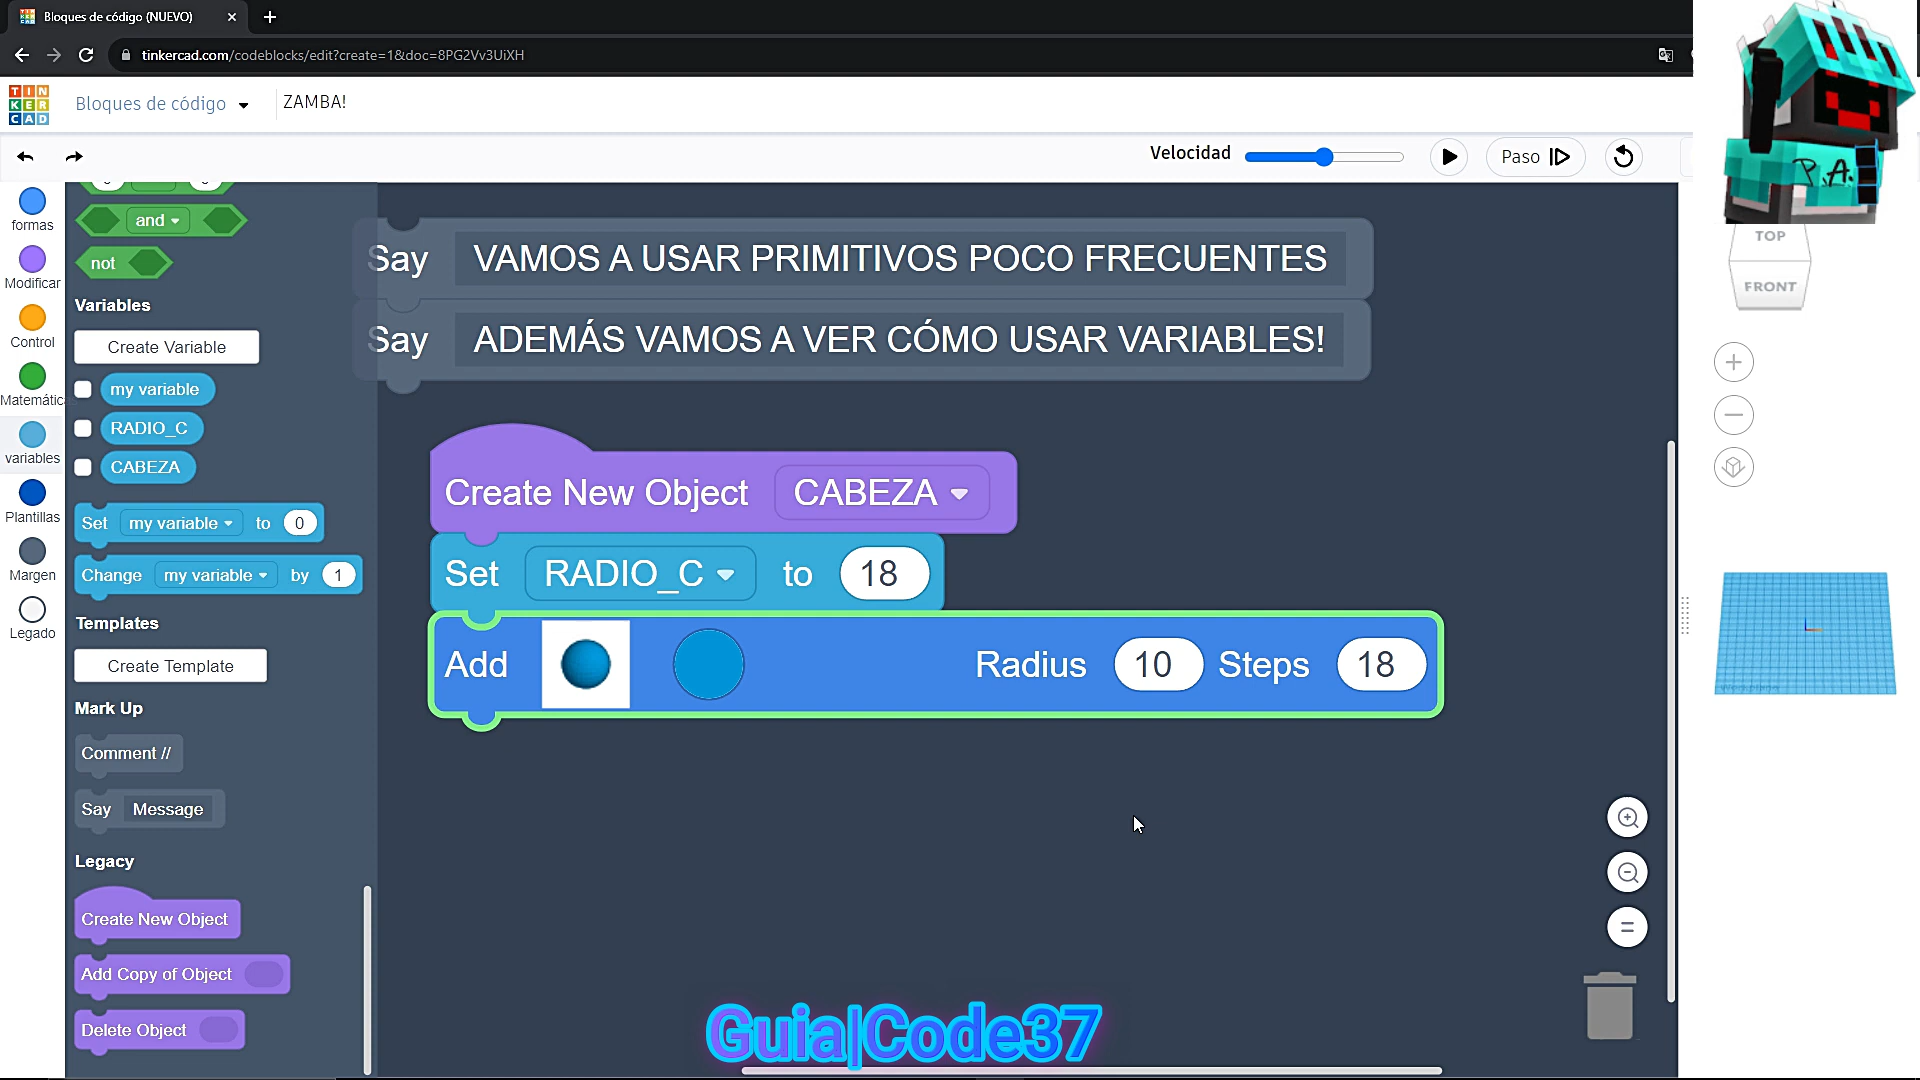 Bloques de código (NUEVO)
tinkercad.com/codeblocks/edit?create=1&doc=8PG2Vv3UiXH
TIN
KER
CAD
Bloques de código
ZAMBA!
Velocidad
Paso
formas
Modificar
Control
Matemátic
variables
Plantillas
Margen
Legado
and
not
Variables
Create Variable
my variable
RADIO_C
CABEZA
Set my variable to 0
Change my variable by 1
Templates
Create Template
Mark Up
Comment //
Say Message
Legacy
Create New Object
Add Copy of Object
Delete Object
Say VAMOS A USAR PRIMITIVOS POCO FRECUENTES
Say ADEMÁS VAMOS A VER CÓMO USAR VARIABLES!
Create New Object CABEZA
Set RADIO_C to 18
Add Radius 10 Steps 18
P.A.
TOP
FRONT
Guia|Code37